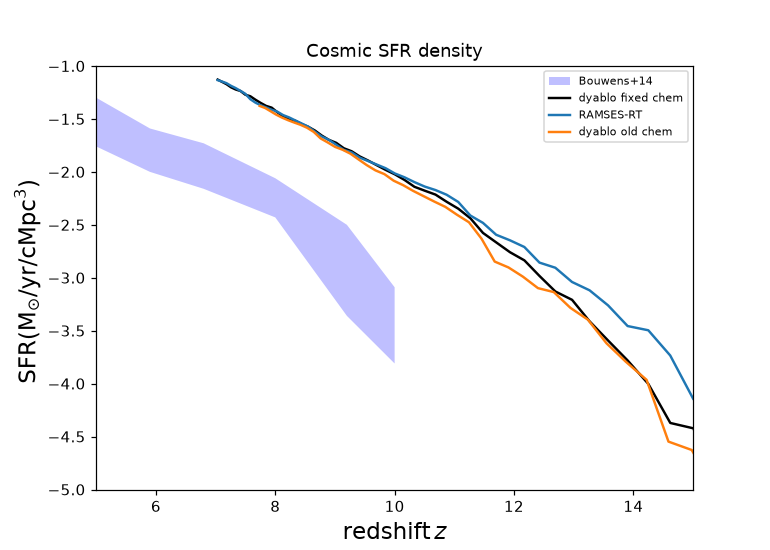 Cosmic SFR density
SFR(M⊙/yr/cMpc³)
−1.0
−1.5
−2.0
−2.5
−3.0
−3.5
−4.0
−4.5
−5.0
Bouwens+14
dyablo fixed chem
RAMSES-RT
dyablo old chem
6 8 10 12 14
redshift z